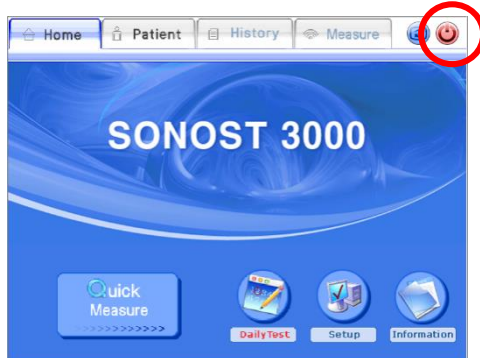 Home Patient History Measure
SONOST 3000
Quick
Measure
>>>>>>>>>>>>
DailyTest Setup Information